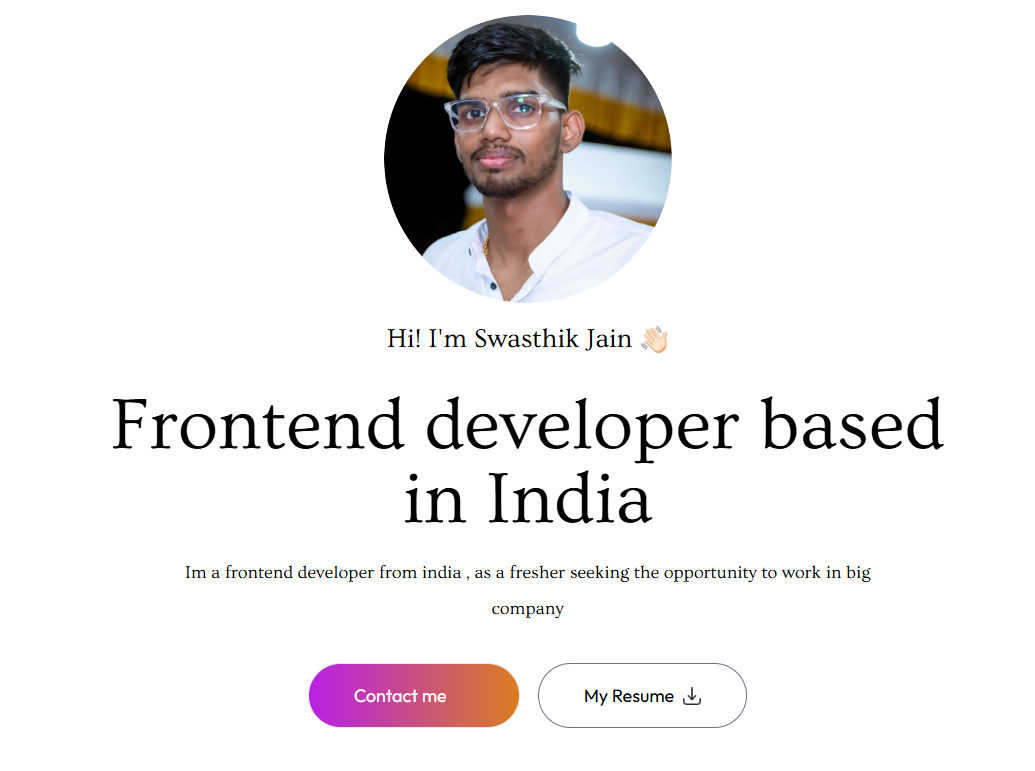 Hi! I'm Swasthik Jain 👋🏻
Frontend developer based
in India
Im a frontend developer from india , as a fresher seeking the opportunity to work in big
company
Contact me
My Resume